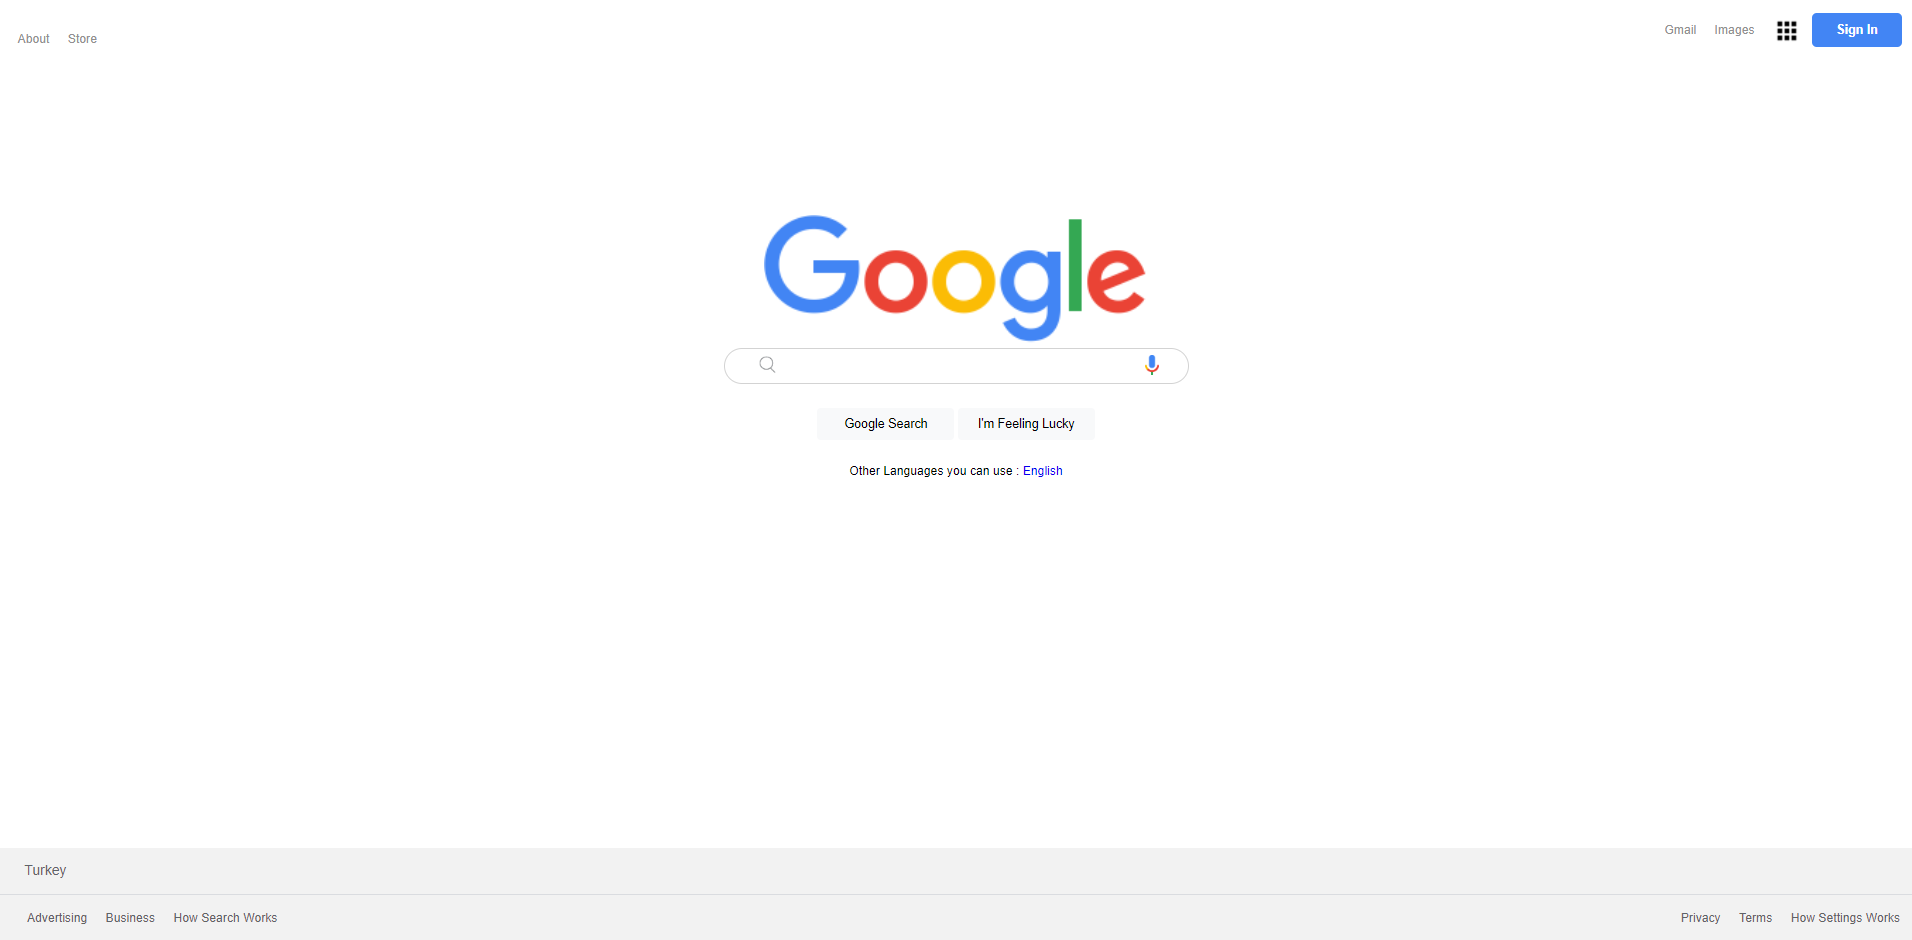 About Store
Gmail Images Sign In
Google
Google Search I'm Feeling Lucky
Other Languages you can use : English
Turkey
Advertising Business How Search Works
Privacy Terms How Settings Works